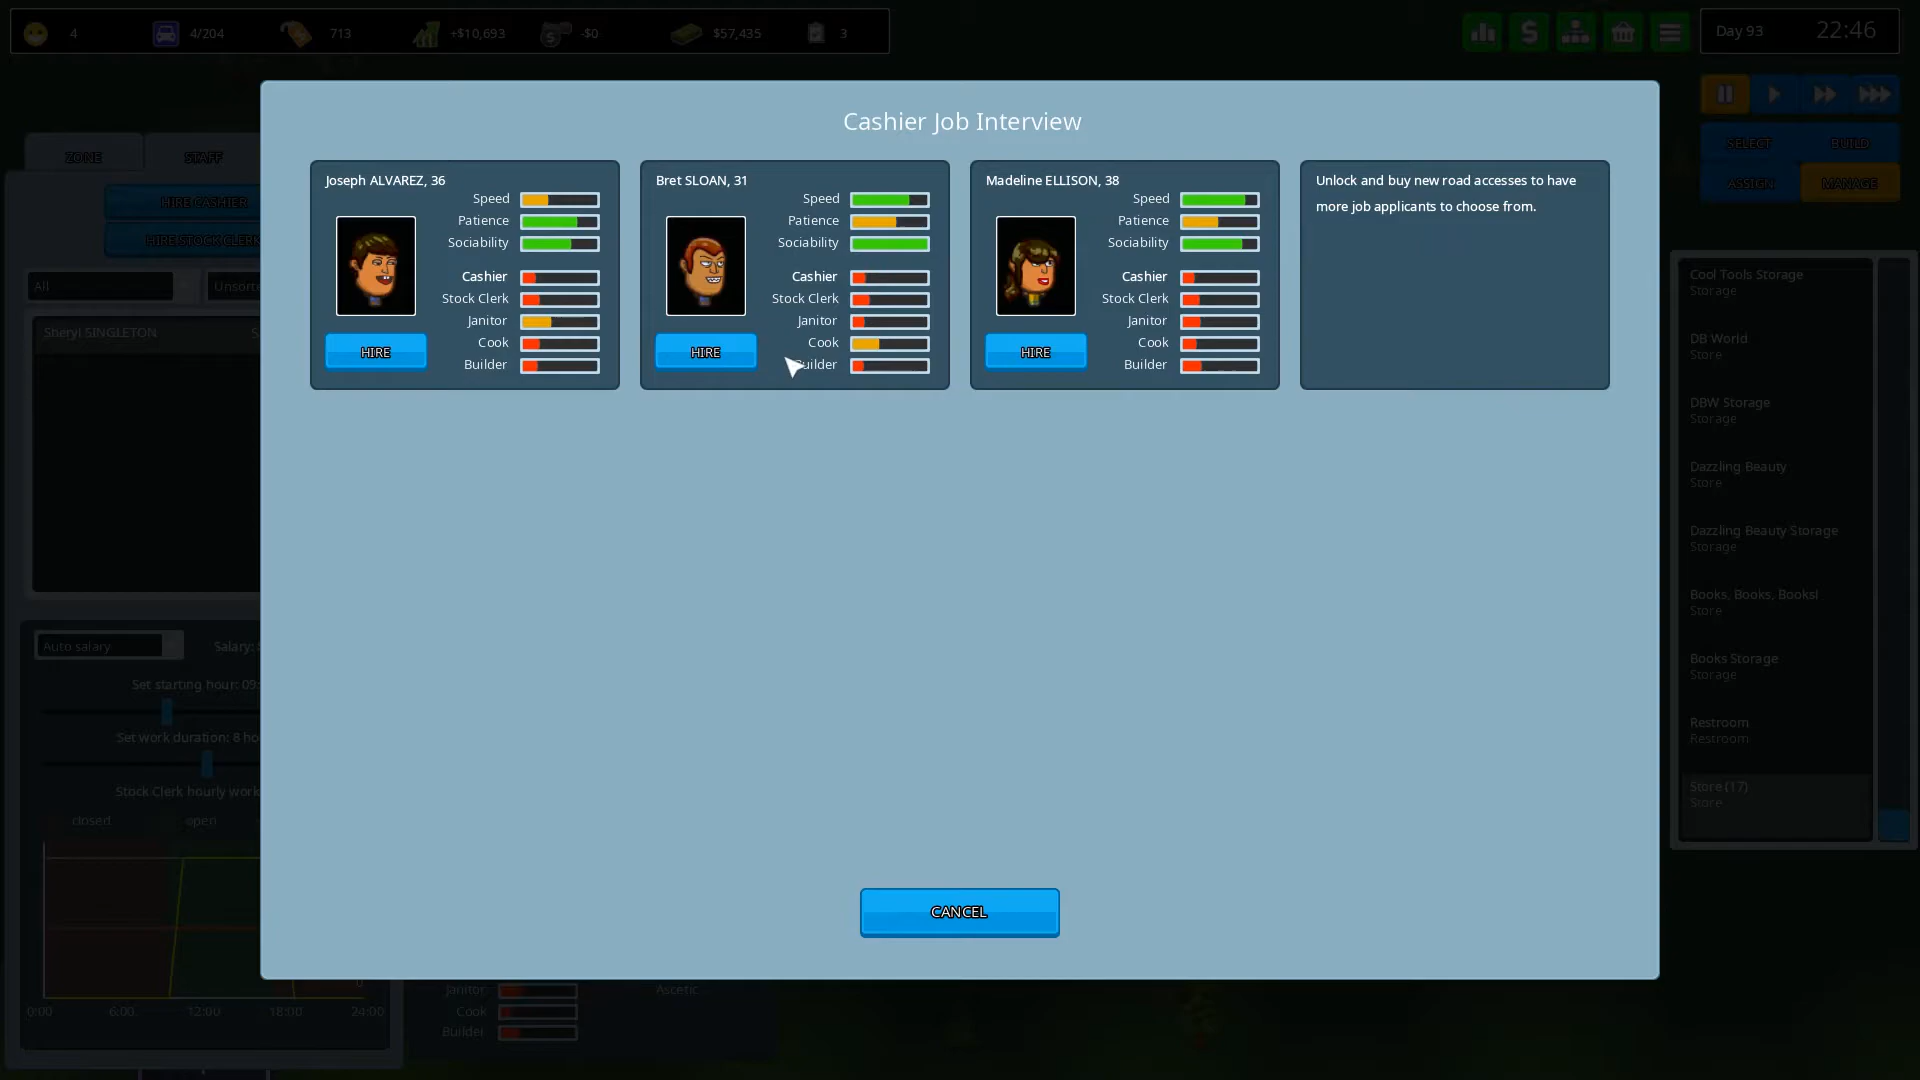 4
4/204
713
+$10,693
-$0
$57,435
3
Day 93
22:46
Cashier Job Interview
ZONE
STAFF
SELECT
BUILD
ASSIGN
MANAGE
HIRE CASHIER
HIRE STOCK CLERK
All
Unsorte
Sheryl SINGLETON
S
Joseph ALVAREZ, 36
Speed
Patience
Sociability
Cashier
Stock Clerk
Janitor
Cook
Builder
HIRE
Bret SLOAN, 31
Speed
Patience
Sociability
Cashier
Stock Clerk
Janitor
Cook
Builder
HIRE
Madeline ELLISON, 38
Speed
Patience
Sociability
Cashier
Stock Clerk
Janitor
Cook
Builder
HIRE
Unlock and buy new road accesses to have
more job applicants to choose from.
Cool Tools Storage
Storage
DB World
Store
DBW Storage
Storage
Dazzling Beauty
Store
Dazzling Beauty Storage
Storage
Books, Books, Books!
Store
Books Storage
Storage
Restroom
Restroom
Store (17)
Store
Auto salary
Salary:
Set starting hour: 09:
Set work duration: 8 ho
Stock Clerk hourly work
closed
open
0
0:00
6:00
12:00
18:00
24:00
CANCEL
Janitor
Cook
Builder
Ascetic